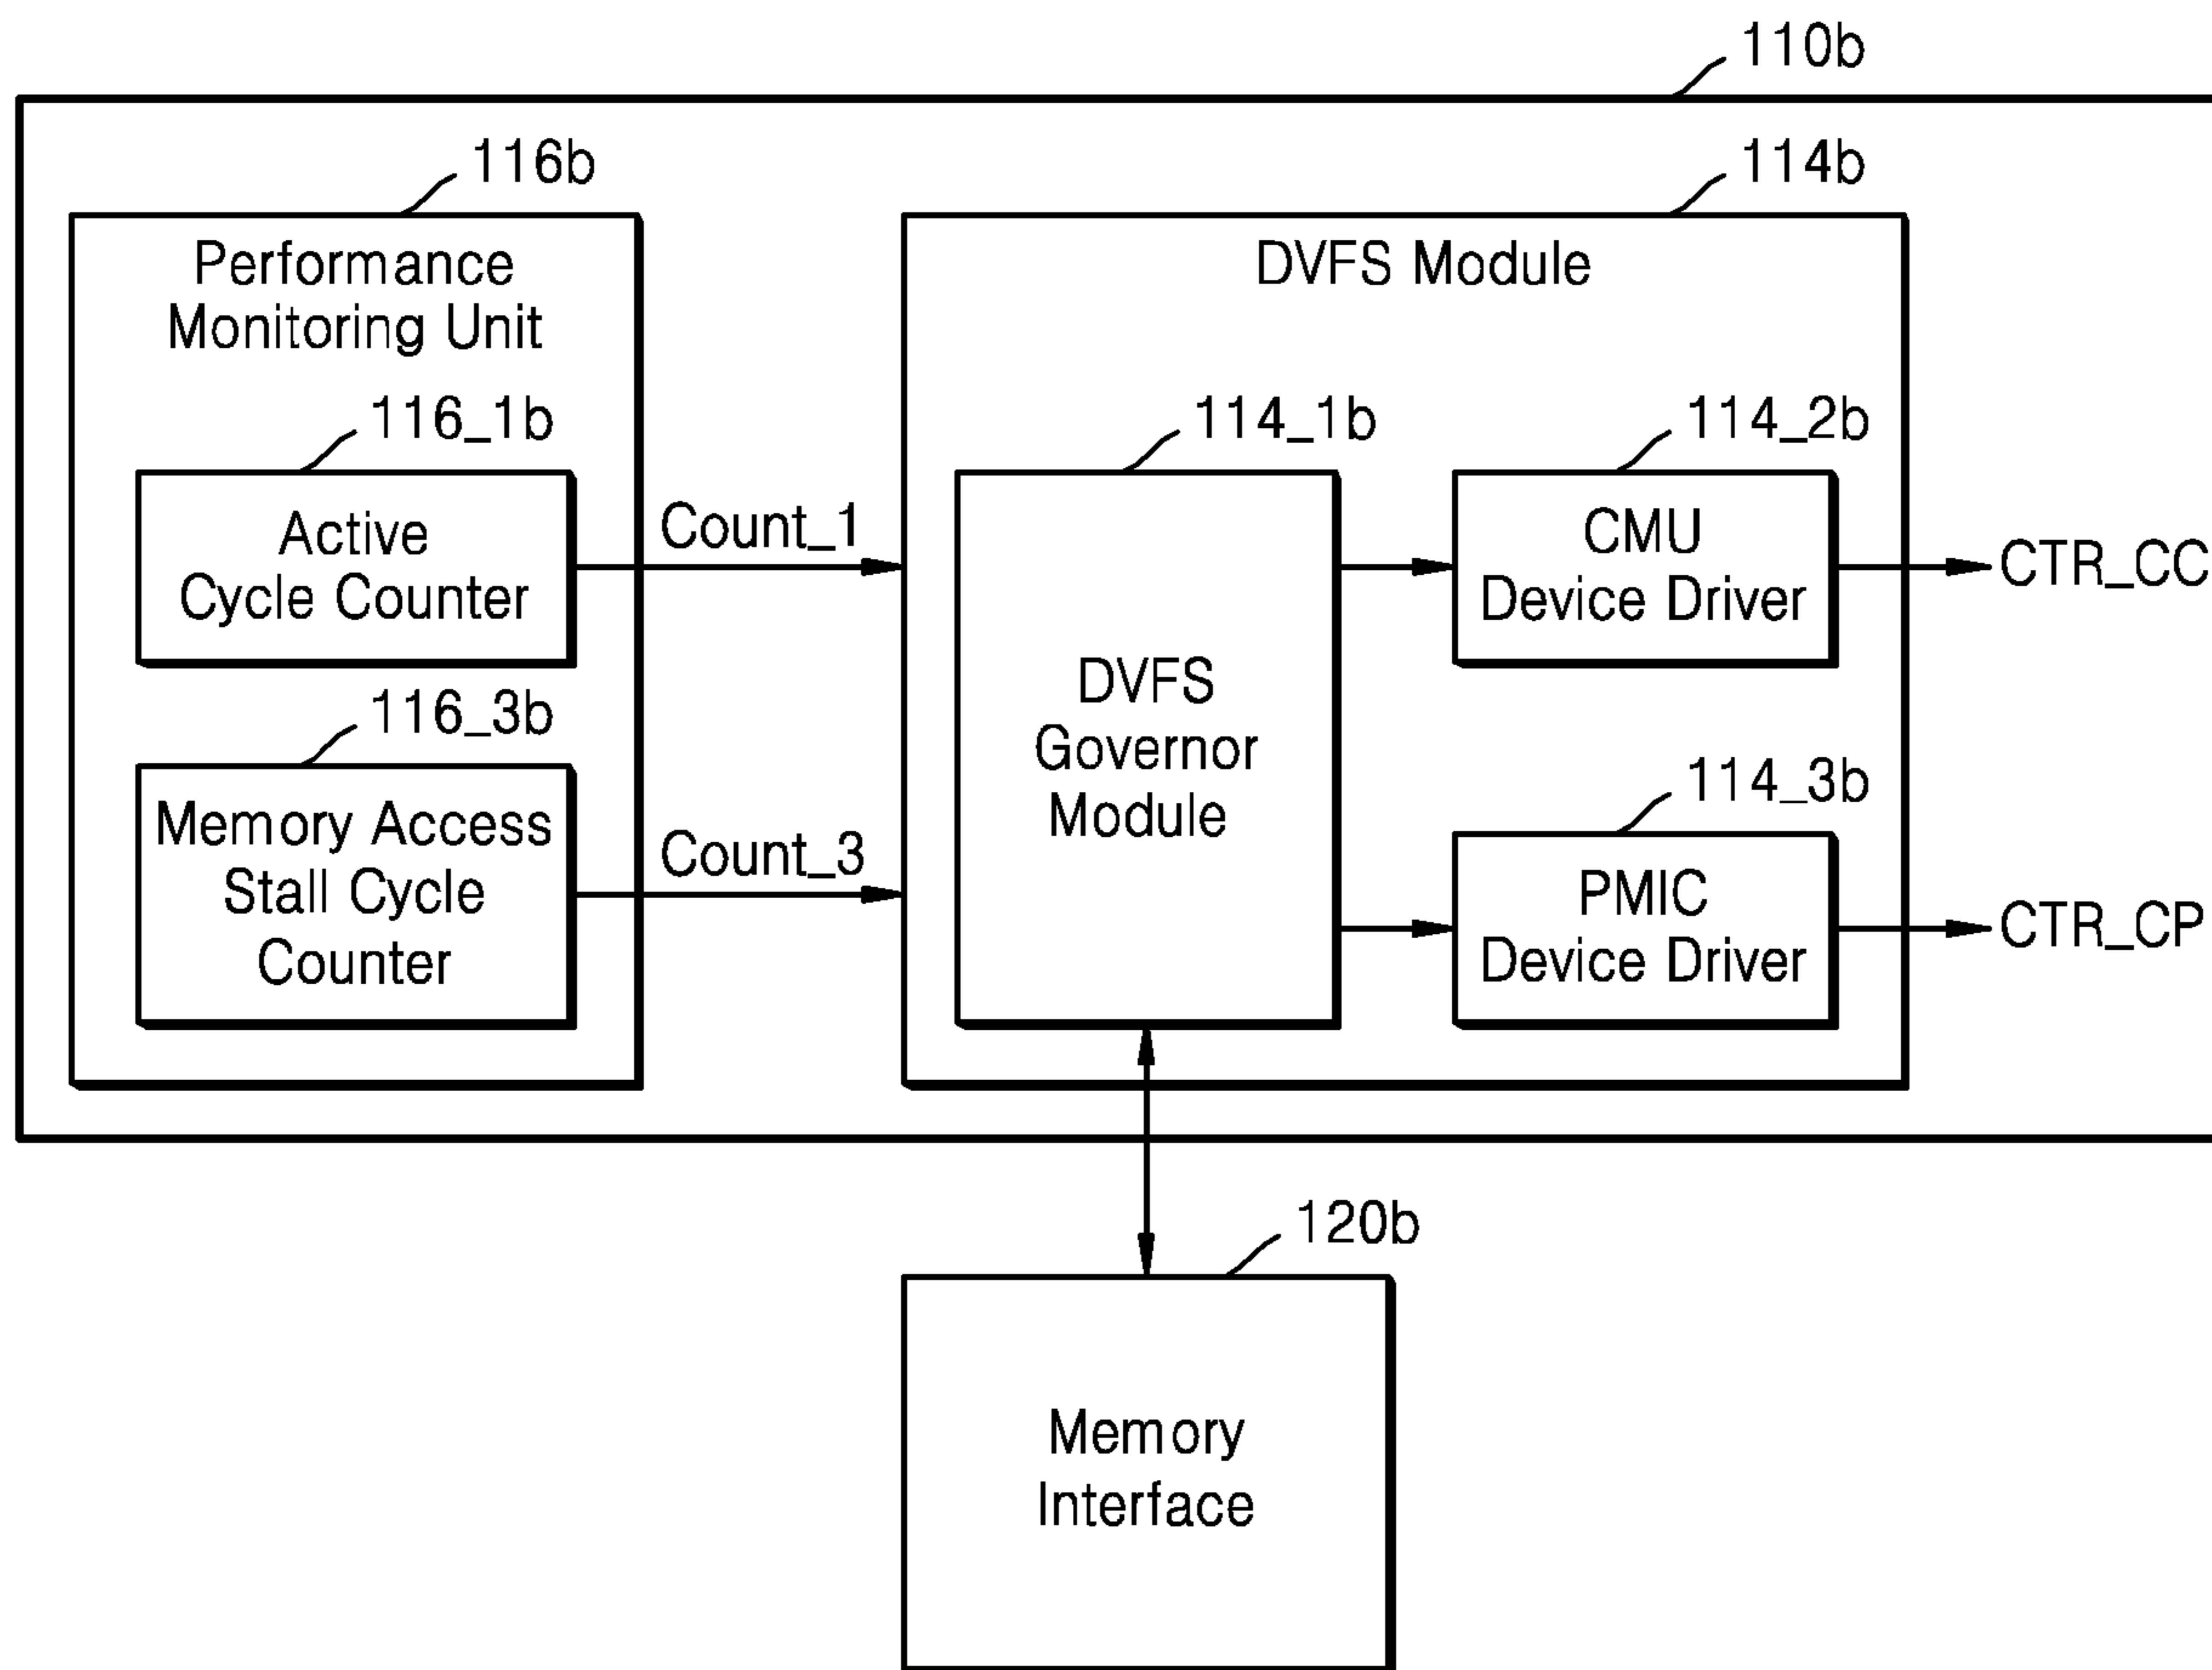 110b
116b
114b
Performance
Monitoring Unit
DVFS Module
116_1b
114_1b
114_2b
Active
Cycle Counter
Count_1
CMU
Device Driver
CTR_CC
DVFS
Governor
Module
116_3b
114_3b
Memory Access
Stall Cycle
Counter
Count_3
PMIC
Device Driver
CTR_CP
120b
Memory
Interface